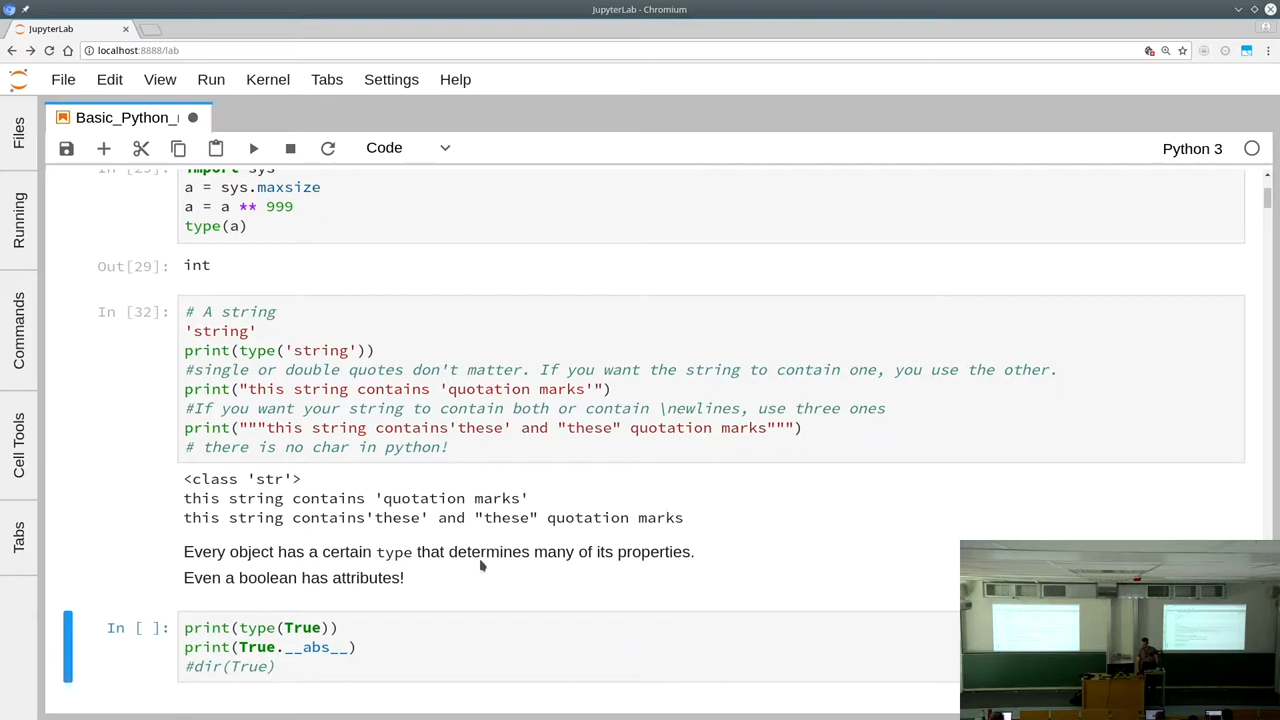 JupyterLab - Chromium
JupyterLab
localhost:8888/lab
File Edit View Run Kernel Tabs Settings Help
Files
Running
Commands
Cell Tools
Tabs
Basic_Python_
Code
Python 3
In [29]:
import sys
a = sys.maxsize
a = a ** 999
type(a)
Out[29]: int
In [32]:
# A string
'string'
print(type('string'))
#single or double quotes don't matter. If you want the string to contain one, you use the other.
print("this string contains 'quotation marks'")
#If you want your string to contain both or contain \newlines, use three ones
print("""this string contains'these' and "these" quotation marks""")
# there is no char in python!
<class 'str'>
this string contains 'quotation marks'
this string contains'these' and "these" quotation marks
Every object has a certain type that determines many of its properties.
Even a boolean has attributes!
In [ ]:
print(type(True))
print(True.__abs__)
#dir(True)